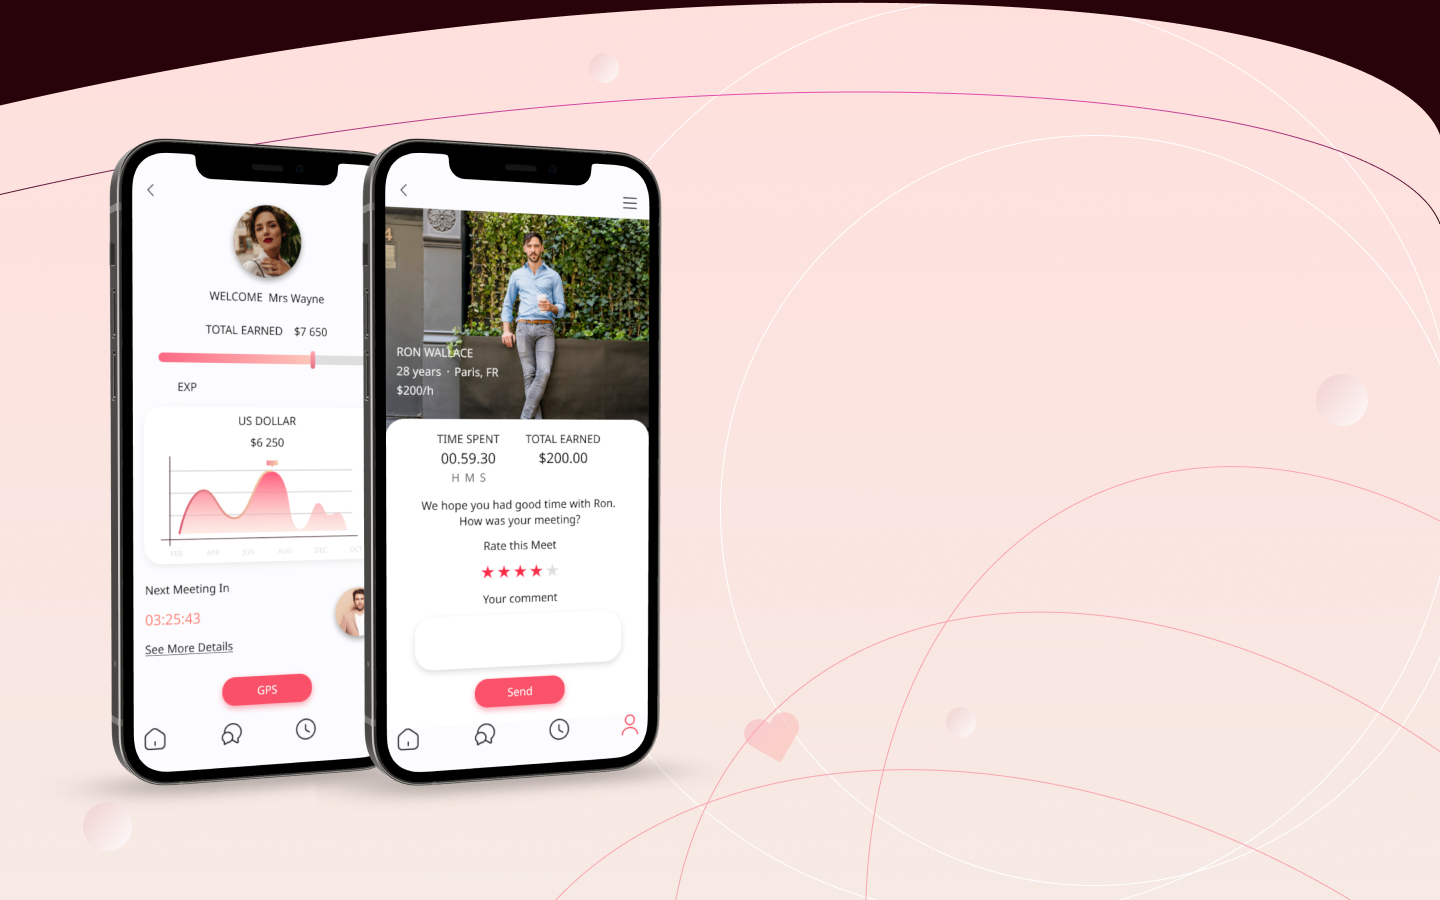 WELCOME Mrs Wayne
TOTAL EARNED $7 650
EXP
US DOLLAR
$6 250
FEB APR JUN AUG DEC OCT
Next Meeting In
03:25:43
See More Details
GPS
RON WALLACE
28 years · Paris, FR
$200/h
TIME SPENT TOTAL EARNED
00.59.30 $200.00
H M S
We hope you had good time with Ron.
How was your meeting?
Rate this Meet
Your comment
Send